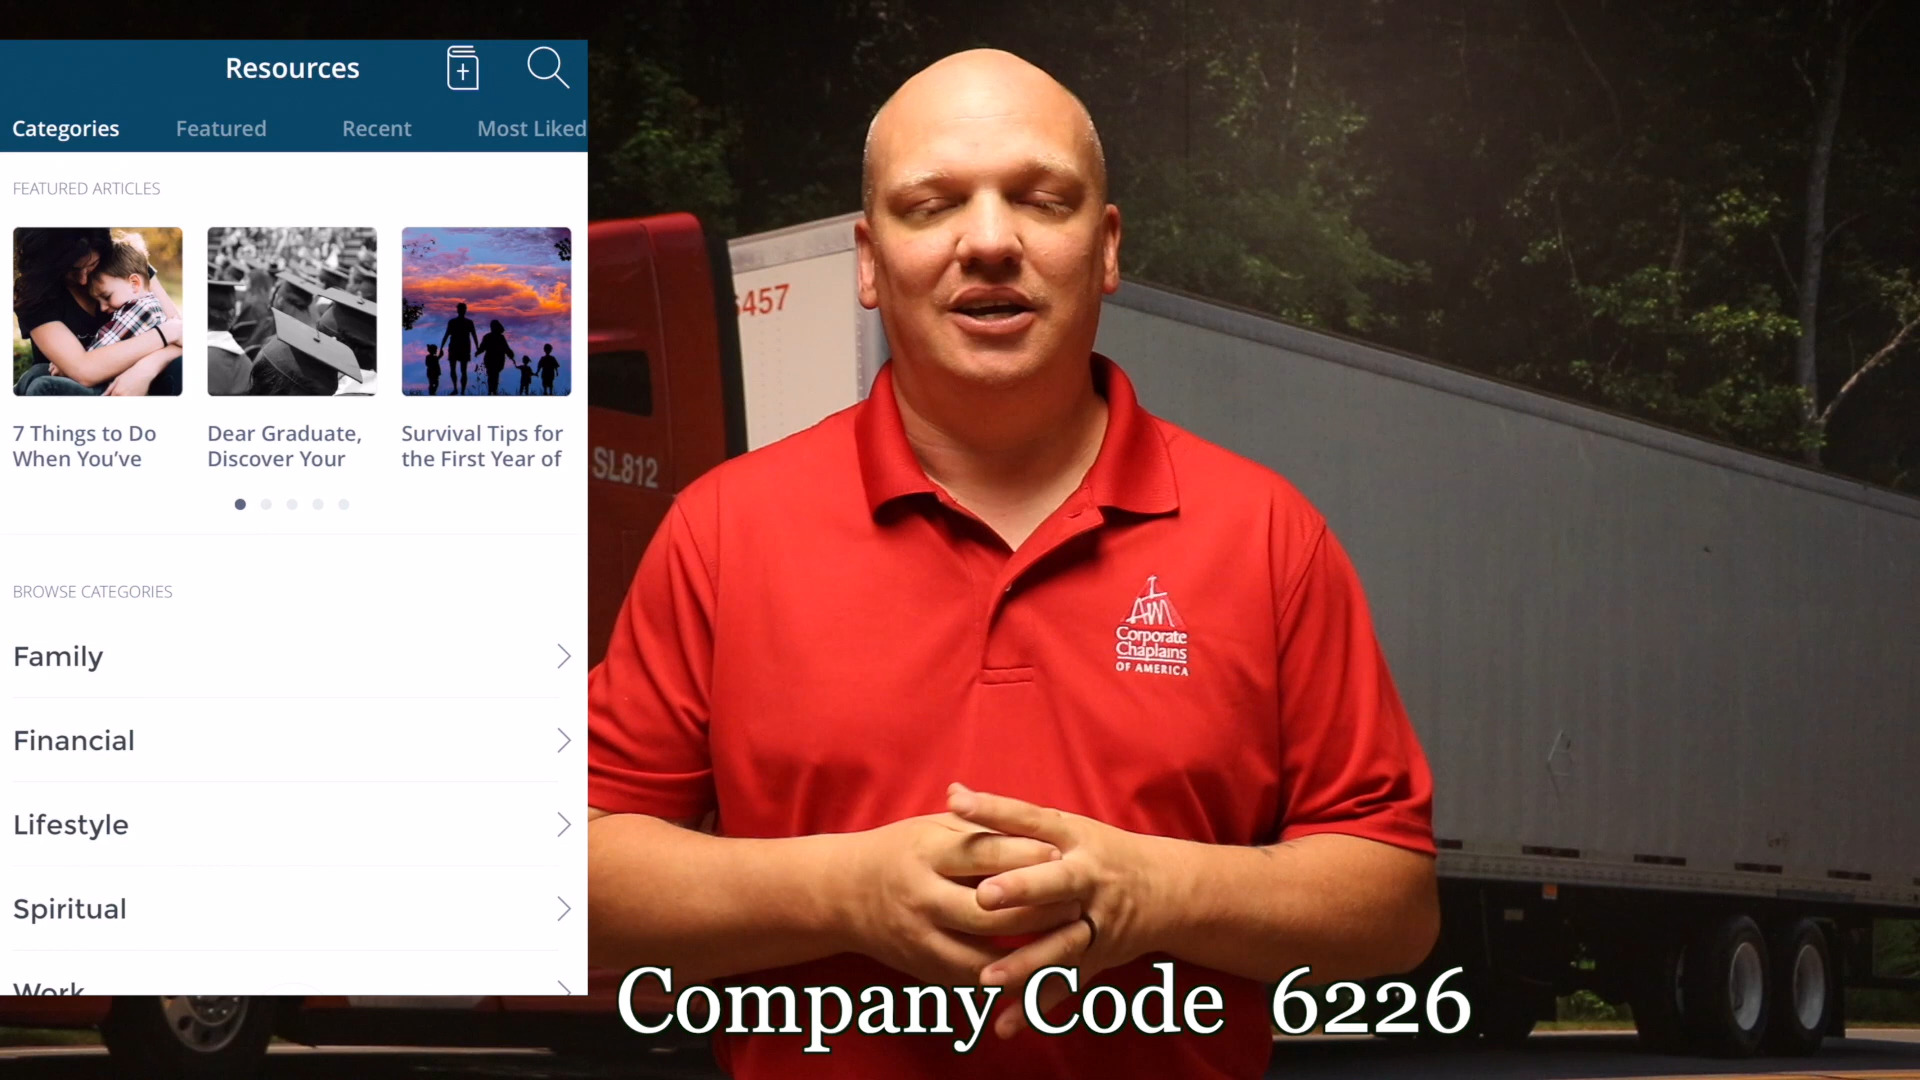 Resources
Categories Featured Recent Most Liked
FEATURED ARTICLES
7 Things to Do
When You've
Dear Graduate,
Discover Your
Survival Tips for
the First Year of
BROWSE CATEGORIES
Family
Financial
Lifestyle
Spiritual
Work
457
SL812
Corporate
Chaplains
OF AMERICA
Company Code 6226